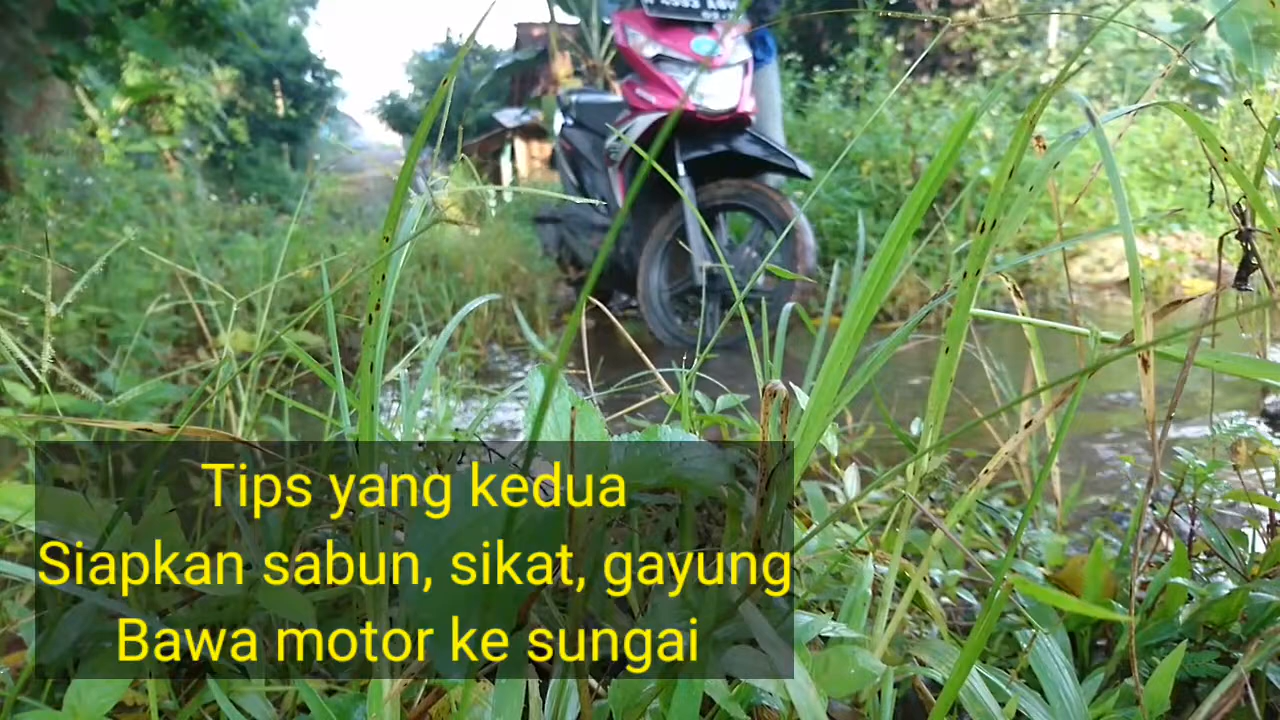 Tips yang kedua
Siapkan sabun, sikat, gayung
Bawa motor ke sungai